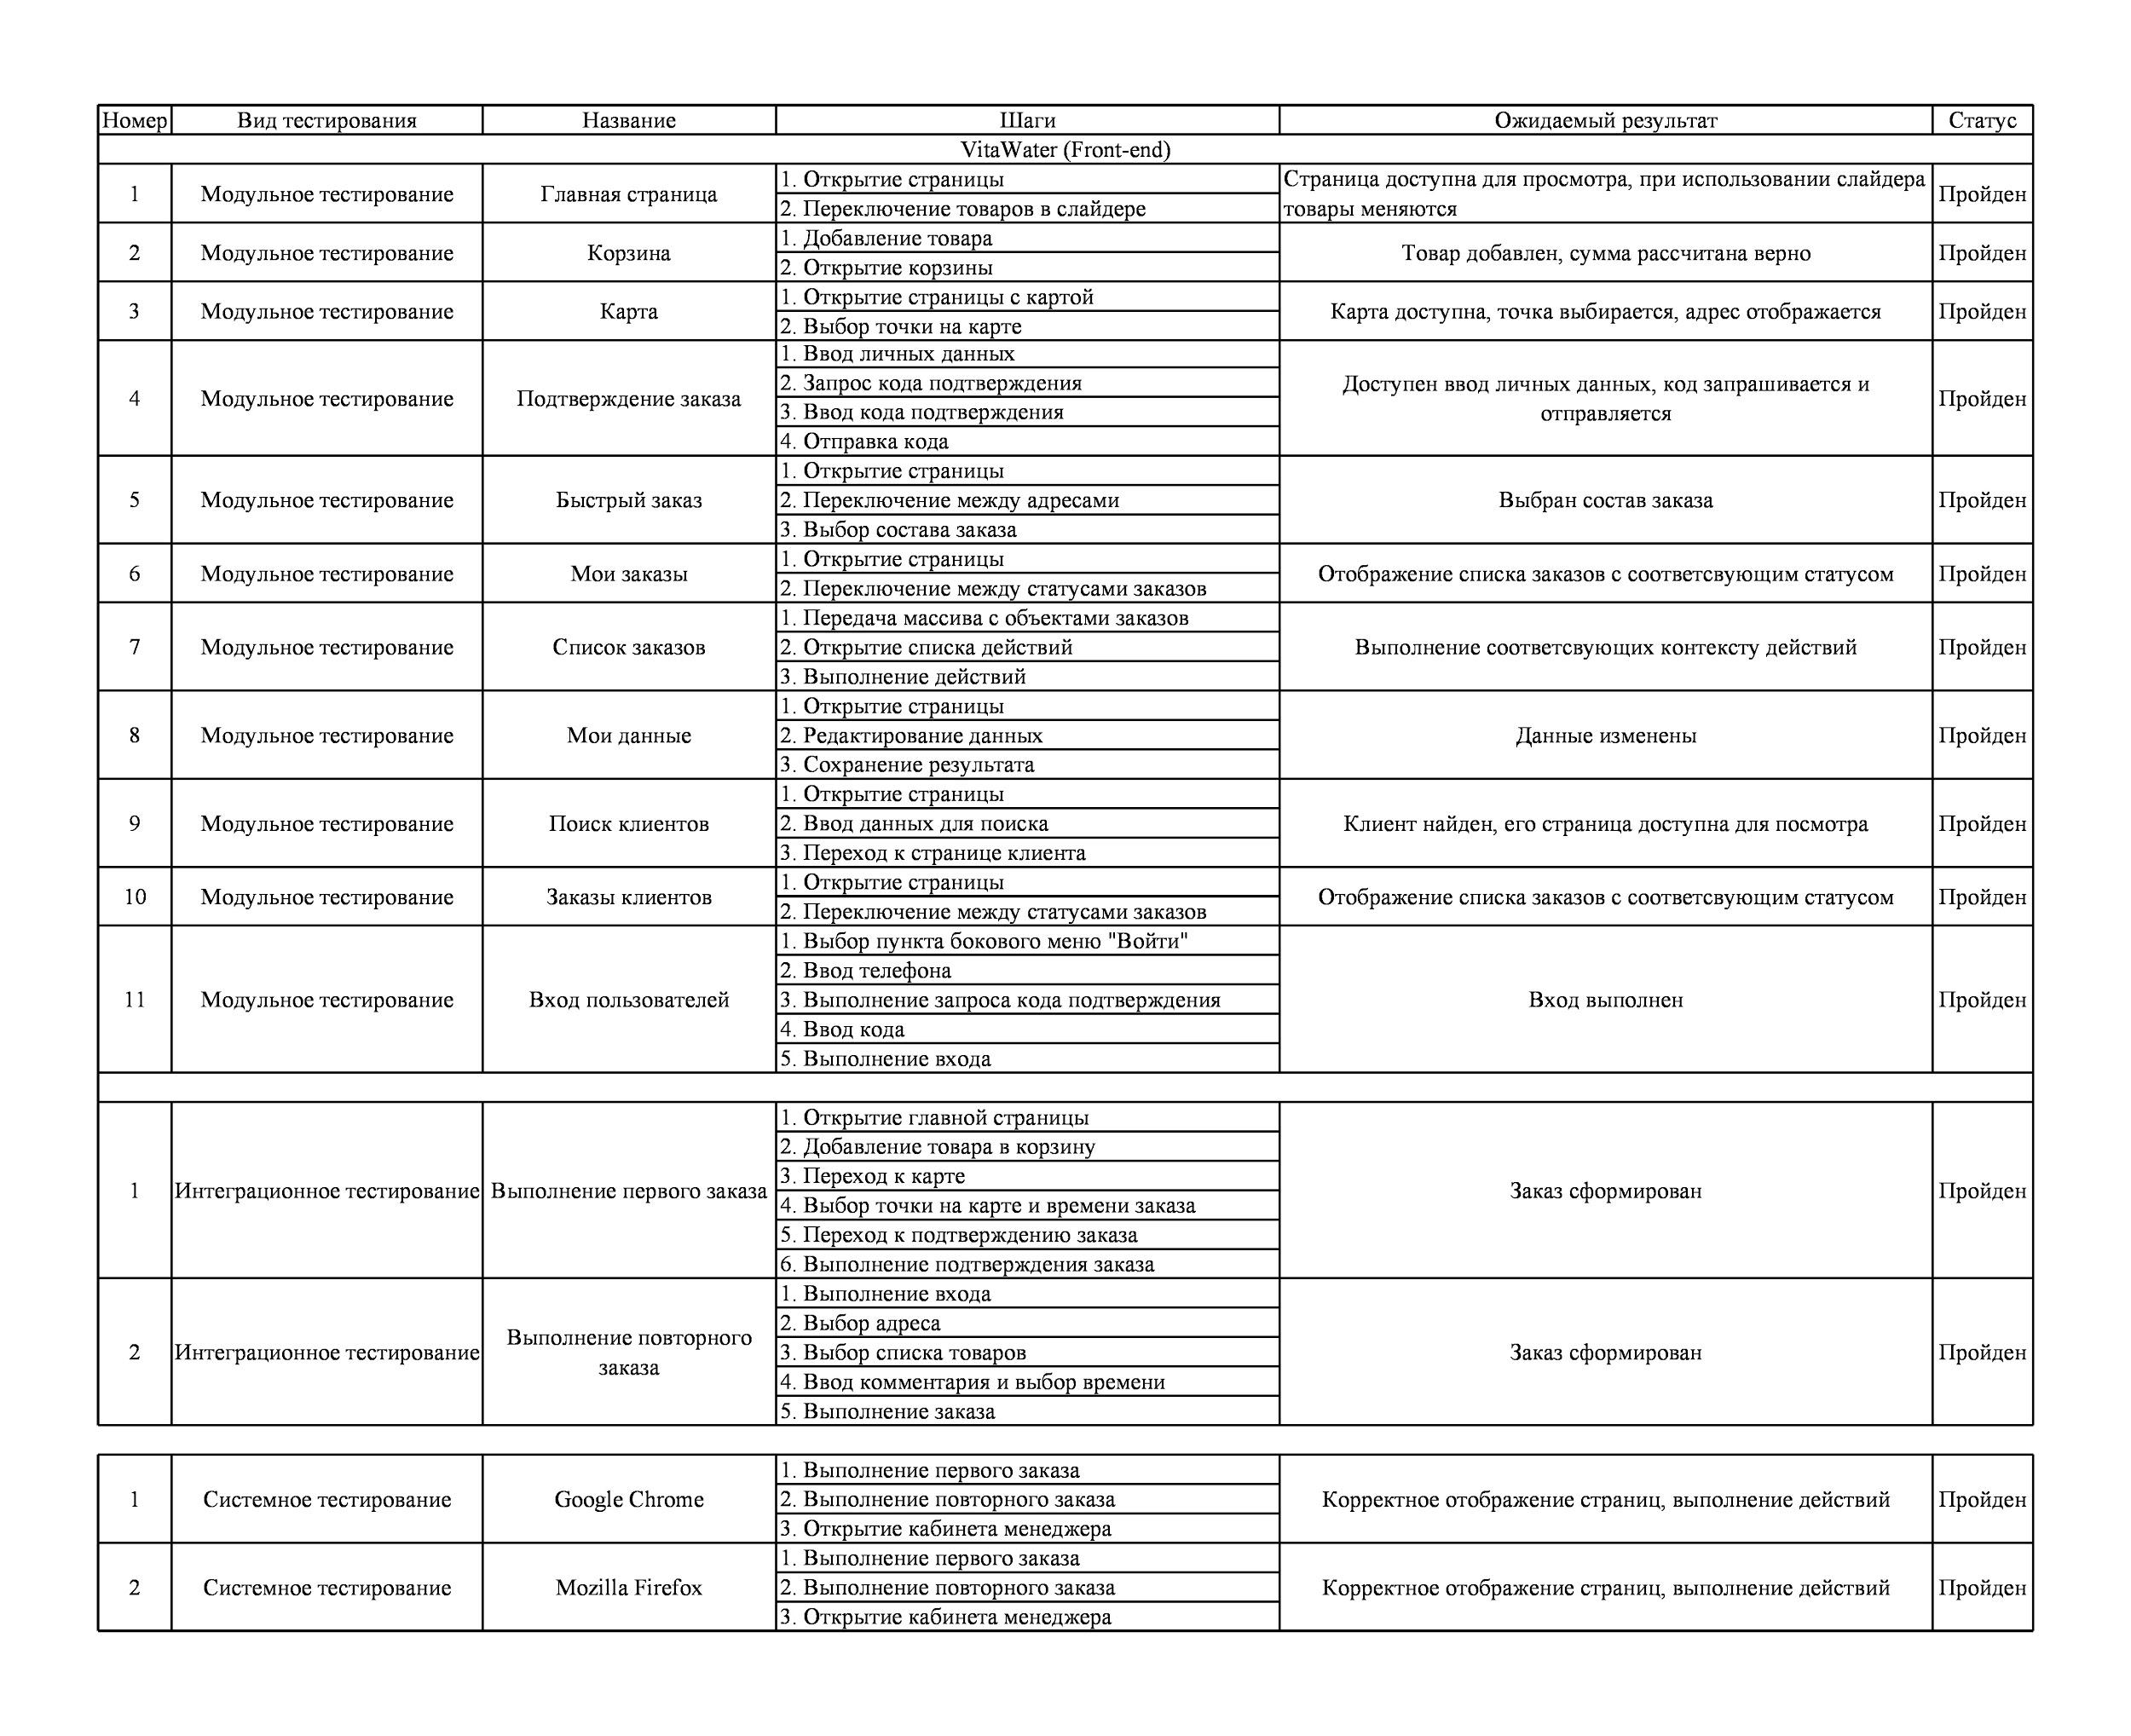 Номер Вид тестирования Название Шаги Ожидаемый результат Статус
VitaWater (Front-end)
1 Модульное тестирование Главная страница 1. Открытие страницы
2. Переключение товаров в слайдере
Страница доступна для просмотра, при использовании слайдера
товары меняются
Пройден
2 Модульное тестирование Корзина 1. Добавление товара
2. Открытие корзины
Товар добавлен, сумма рассчитана верно Пройден
3 Модульное тестирование Карта 1. Открытие страницы с картой
2. Выбор точки на карте
Карта доступна, точка выбирается, адрес отображается Пройден
4 Модульное тестирование Подтверждение заказа 1. Ввод личных данных
2. Запрос кода подтверждения
3. Ввод кода подтверждения
4. Отправка кода
Доступен ввод личных данных, код запрашивается и
отправляется
Пройден
5 Модульное тестирование Быстрый заказ 1. Открытие страницы
2. Переключение между адресами
3. Выбор состава заказа
Выбран состав заказа Пройден
6 Модульное тестирование Мои заказы 1. Открытие страницы
2. Переключение между статусами заказов
Отображение списка заказов с соответсвующим статусом Пройден
7 Модульное тестирование Список заказов 1. Передача массива с объектами заказов
2. Открытие списка действий
3. Выполнение действий
Выполнение соответсвующих контексту действий Пройден
8 Модульное тестирование Мои данные 1. Открытие страницы
2. Редактирование данных
3. Сохранение результата
Данные изменены Пройден
9 Модульное тестирование Поиск клиентов 1. Открытие страницы
2. Ввод данных для поиска
3. Переход к странице клиента
Клиент найден, его страница доступна для посмотра Пройден
10 Модульное тестирование Заказы клиентов 1. Открытие страницы
2. Переключение между статусами заказов
Отображение списка заказов с соответсвующим статусом Пройден
11 Модульное тестирование Вход пользователей 1. Выбор пункта бокового меню "Войти"
2. Ввод телефона
3. Выполнение запроса кода подтверждения
4. Ввод кода
5. Выполнение входа
Вход выполнен Пройден
1 Интеграционное тестирование Выполнение первого заказа 1. Открытие главной страницы
2. Добавление товара в корзину
3. Переход к карте
4. Выбор точки на карте и времени заказа
5. Переход к подтверждению заказа
6. Выполнение подтверждения заказа
Заказ сформирован Пройден
2 Интеграционное тестирование Выполнение повторного
заказа
1. Выполнение входа
2. Выбор адреса
3. Выбор списка товаров
4. Ввод комментария и выбор времени
5. Выполнение заказа
Заказ сформирован Пройден
1 Системное тестирование Google Chrome 1. Выполнение первого заказа
2. Выполнение повторного заказа
3. Открытие кабинета менеджера
Корректное отображение страниц, выполнение действий Пройден
2 Системное тестирование Mozilla Firefox 1. Выполнение первого заказа
2. Выполнение повторного заказа
3. Открытие кабинета менеджера
Корректное отображение страниц, выполнение действий Пройден